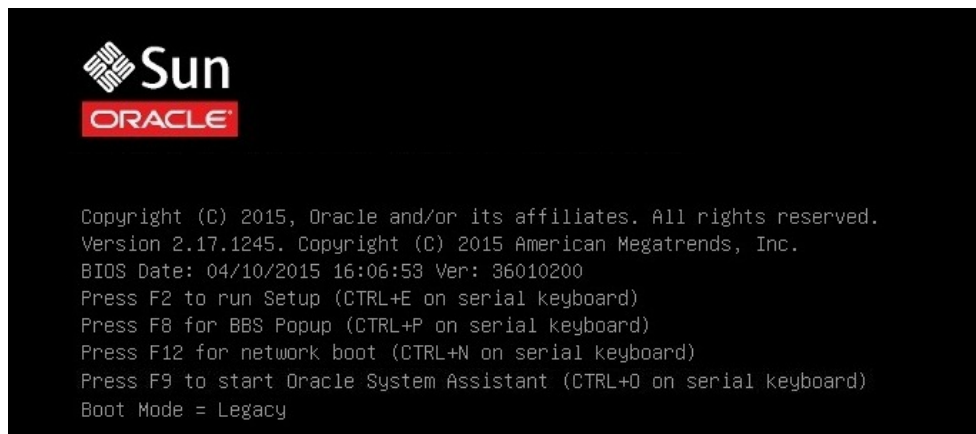 Sun
ORACLE
Copyright (C) 2015, Oracle and/or its affiliates. All rights reserved.
Version 2.17.1245. Copyright (C) 2015 American Megatrends, Inc.
BIOS Date: 04/10/2015 16:06:53 Ver: 36010200
Press F2 to run Setup (CTRL+E on serial keyboard)
Press F8 for BBS Popup (CTRL+P on serial keyboard)
Press F12 for network boot (CTRL+N on serial keyboard)
Press F9 to start Oracle System Assistant (CTRL+O on serial keyboard)
Boot Mode = Legacy